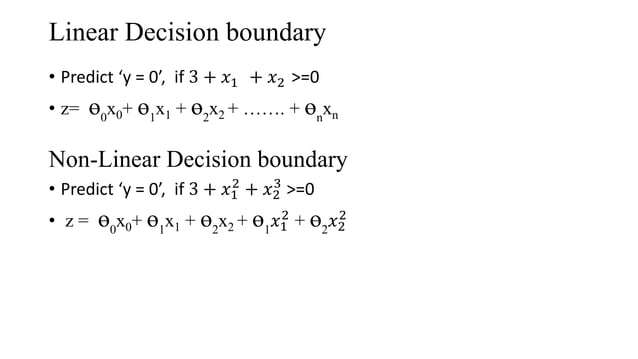 Linear Decision boundary
• Predict ‘y = 0’, if 3 + 𝑥₁ + 𝑥₂ >=0
• z= ϴ₀x₀+ ϴ₁x₁ + ϴ₂x₂ + ……. + ϴₙxₙ
Non-Linear Decision boundary
• Predict ‘y = 0’, if 3 + 𝑥₁² + 𝑥₂³ >=0
• z = ϴ₀x₀+ ϴ₁x₁ + ϴ₂x₂ + ϴ₁𝑥₁² + ϴ₂𝑥₂²